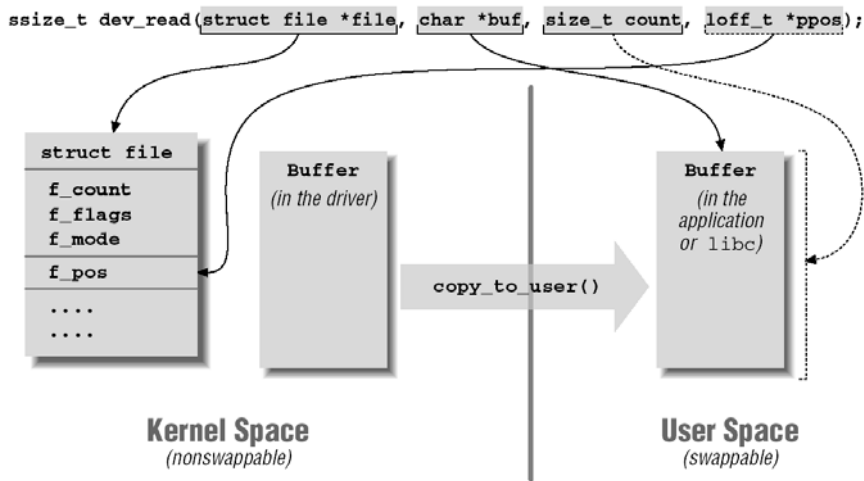 ssize_t dev_read(struct file *file, char *buf, size_t count, loff_t *ppos);
struct file
f_count
f_flags
f_mode
f_pos
....
....
Buffer
(in the driver)
copy_to_user()
Buffer
(in the
application
or libc)
Kernel Space
(nonswappable)
User Space
(swappable)